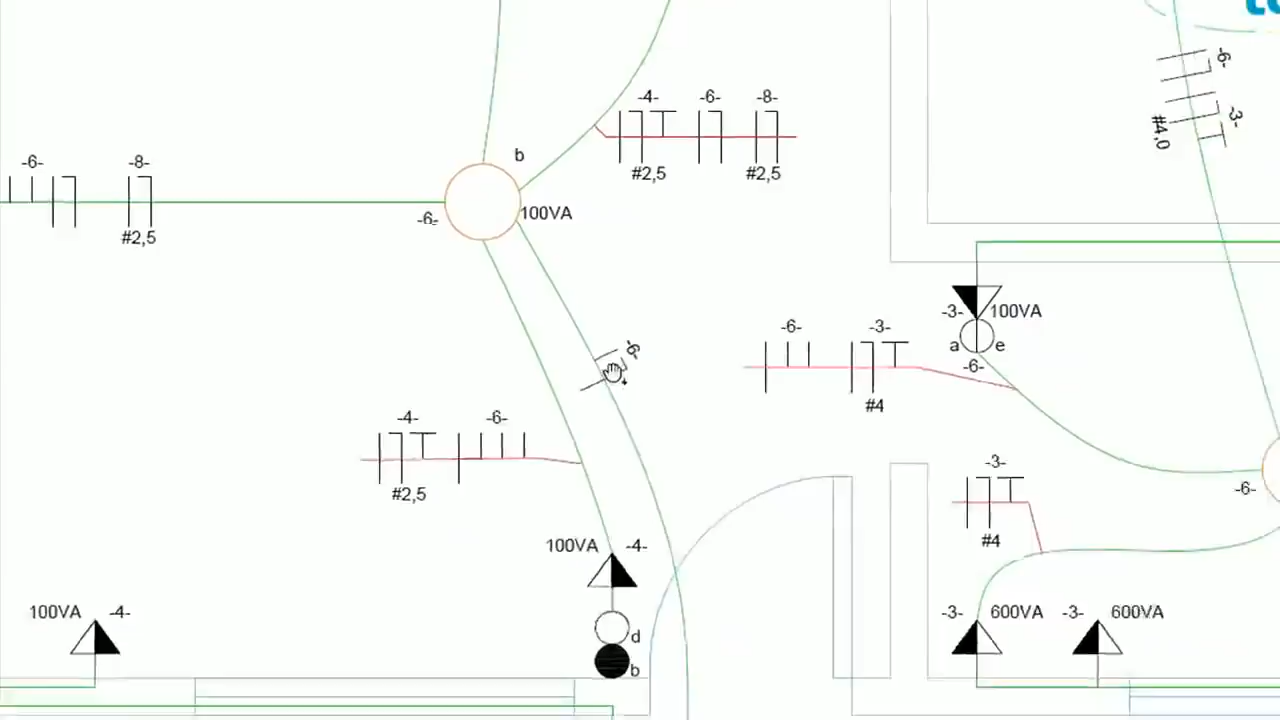 -6-
-3-
#4,0
-4- -6- -8-
#2,5 #2,5
-6- -8-
#2,5
b
-6- 100VA
-3- 100VA
a e
-6-
-6- -3-
#4
-6-
-4- -6-
#2,5
-3-
#4
-6-
100VA -4-
d
b
100VA -4-
-3- 600VA -3- 600VA